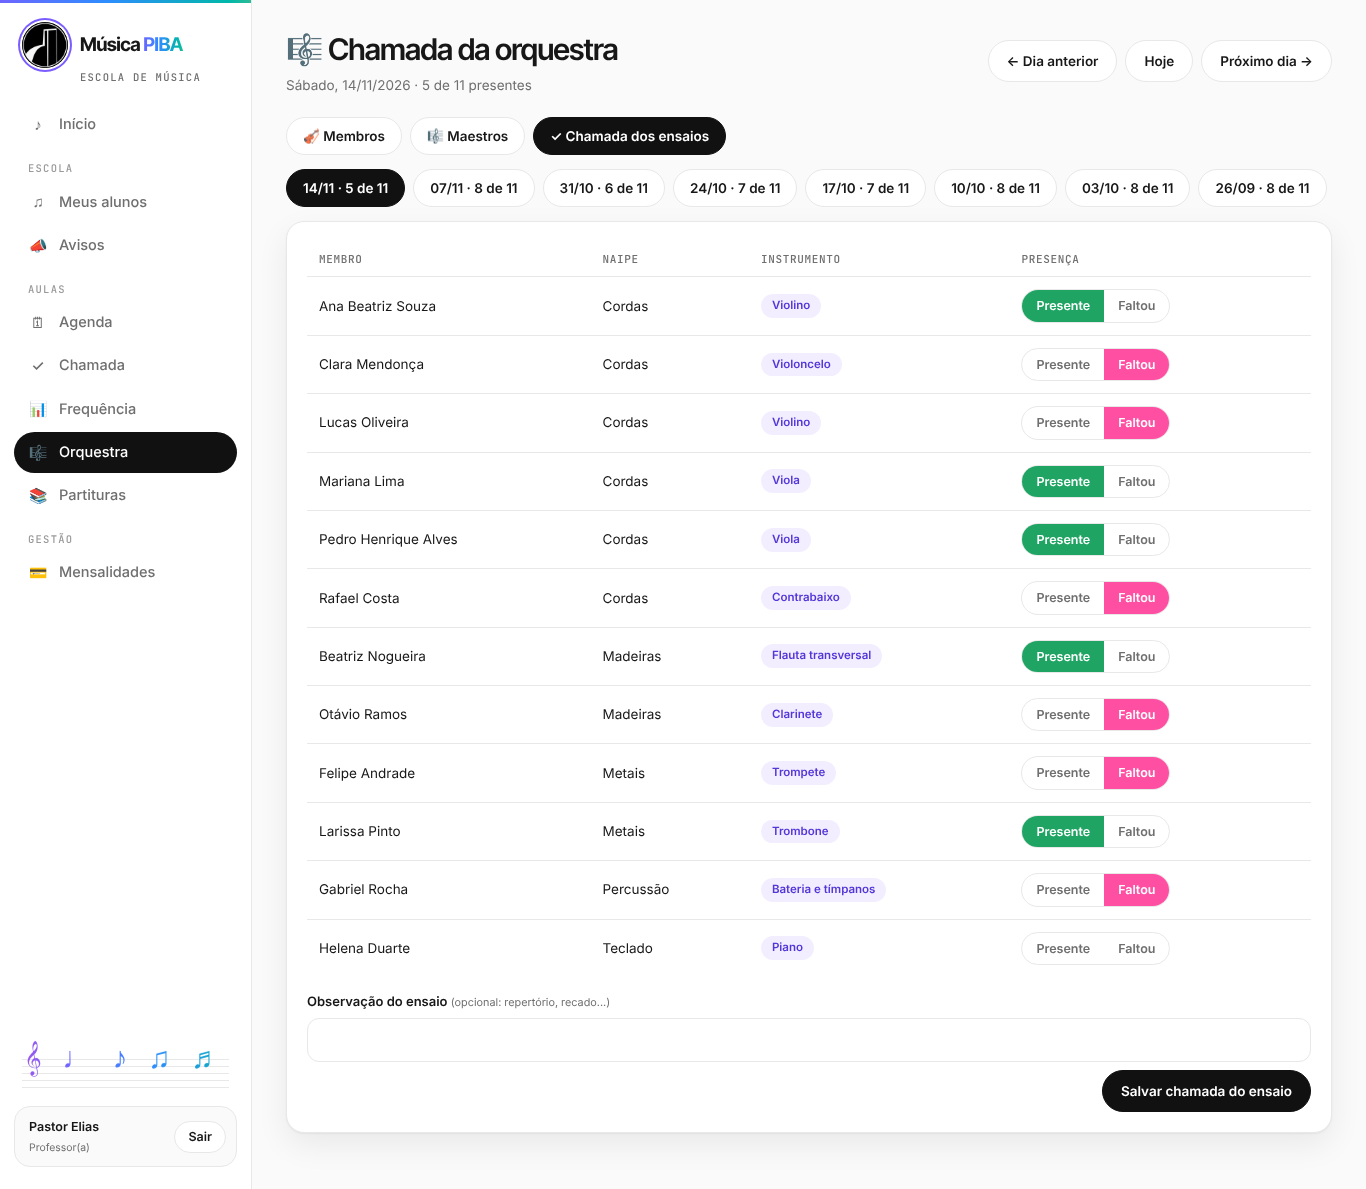 Música PIBA
ESCOLA DE MÚSICA
Início
ESCOLA
Meus alunos
Avisos
AULAS
Agenda
Chamada
Frequência
Orquestra
Partituras
GESTÃO
Mensalidades
Pastor Elias
Professor(a)
Sair
Chamada da orquestra
Sábado, 14/11/2026 · 5 de 11 presentes
← Dia anterior
Hoje
Próximo dia →
Membros
Maestros
✓ Chamada dos ensaios
14/11 · 5 de 11
07/11 · 8 de 11
31/10 · 6 de 11
24/10 · 7 de 11
17/10 · 7 de 11
10/10 · 8 de 11
03/10 · 8 de 11
26/09 · 8 de 11
MEMBRO NAIPE INSTRUMENTO PRESENÇA
Ana Beatriz Souza Cordas Violino Presente Faltou
Clara Mendonça Cordas Violoncelo Presente Faltou
Lucas Oliveira Cordas Violino Presente Faltou
Mariana Lima Cordas Viola Presente Faltou
Pedro Henrique Alves Cordas Viola Presente Faltou
Rafael Costa Cordas Contrabaixo Presente Faltou
Beatriz Nogueira Madeiras Flauta transversal Presente Faltou
Otávio Ramos Madeiras Clarinete Presente Faltou
Felipe Andrade Metais Trompete Presente Faltou
Larissa Pinto Metais Trombone Presente Faltou
Gabriel Rocha Percussão Bateria e tímpanos Presente Faltou
Helena Duarte Teclado Piano Presente Faltou
Observação do ensaio (opcional: repertório, recado...)
Salvar chamada do ensaio